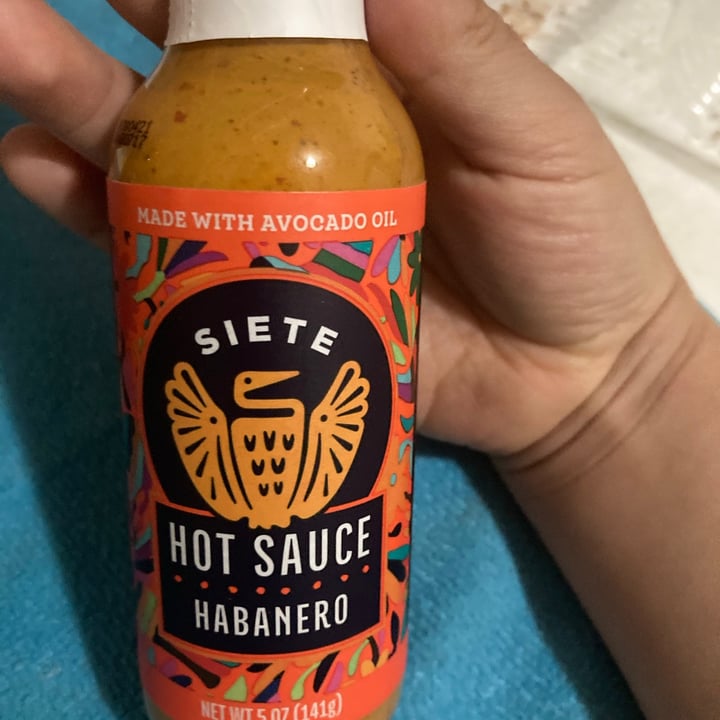 MADE WITH AVOCADO OIL
SIETE
HOT SAUCE
HABANERO
NET WT 5 OZ (141g)